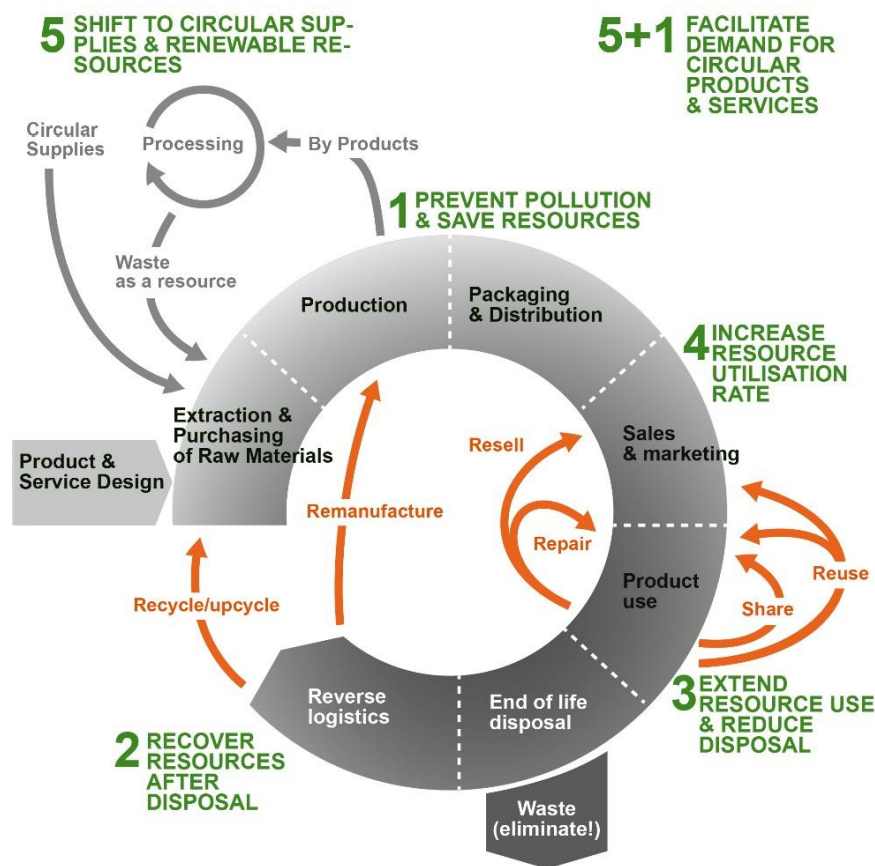 5 SHIFT TO CIRCULAR SUP-
PLIES & RENEWABLE RE-
SOURCES
5+1 FACILITATE
DEMAND FOR
CIRCULAR
PRODUCTS
& SERVICES
Circular
Supplies
Processing
By Products
1 PREVENT POLLUTION
& SAVE RESOURCES
Waste
as a resource
Production
Packaging
& Distribution
4 INCREASE
RESOURCE
UTILISATION
RATE
Extraction &
Purchasing
of Raw Materials
Sales
& marketing
Product &
Service Design
Resell
Remanufacture
Repair
Product
use
Reuse
Share
Recycle/upcycle
Reverse
logistics
End of life
disposal
3 EXTEND
RESOURCE USE
& REDUCE
DISPOSAL
2 RECOVER
RESOURCES
AFTER
DISPOSAL
Waste
(eliminate!)